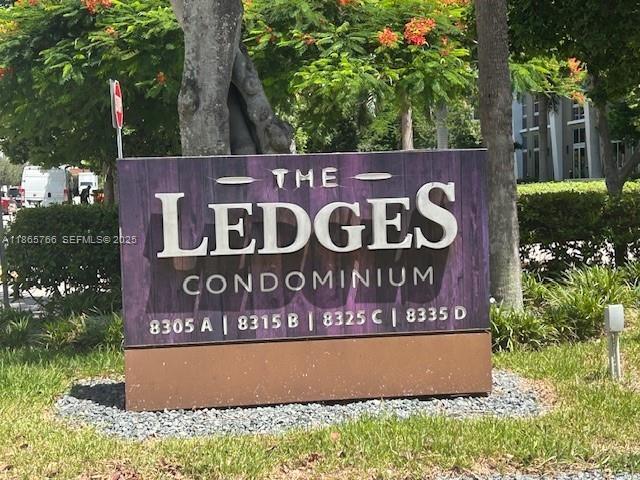 A11865766 SEFMLS© 2025
THE
LEDGES
CONDOMINIUM
8305 A | 8315 B | 8325 C | 8335 D